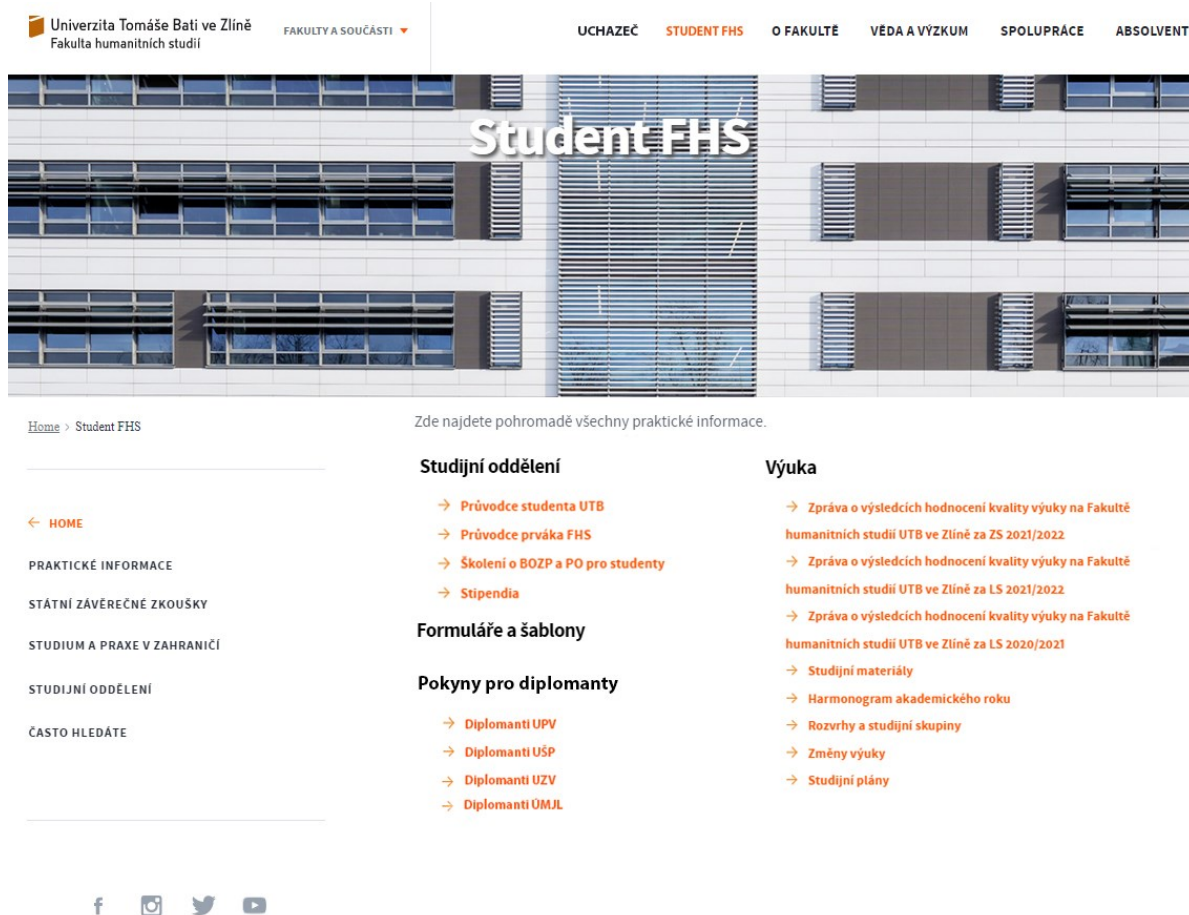 Univerzita Tomáše Bati ve Zlíně
Fakulta humanitních studií
FAKULTY A SOUČÁSTI
UCHAZEČ
STUDENT FHS
O FAKULTĚ
VĚDA A VÝZKUM
SPOLUPRÁCE
ABSOLVENT
Student FHS
Home > Student FHS
HOME
PRAKTICKÉ INFORMACE
STÁTNÍ ZÁVĚREČNÉ ZKOUŠKY
STUDIUM A PRAXE V ZAHRANIČÍ
STUDIJNÍ ODDĚLENÍ
ČASTO HLEDÁTE
Zde najdete pohromadě všechny praktické informace.
Studijní oddělení
Průvodce studenta UTB
Průvodce prváka FHS
Školení o BOZP a PO pro studenty
Stipendia
Formuláře a šablony
Pokyny pro diplomanty
Diplomanti UPV
Diplomanti UŠP
Diplomanti UZV
Diplomanti ÚMJL
Výuka
Zpráva o výsledcích hodnocení kvality výuky na Fakultě
humanitních studií UTB ve Zlíně za ZS 2021/2022
Zpráva o výsledcích hodnocení kvality výuky na Fakultě
humanitních studií UTB ve Zlíně za LS 2021/2022
Zpráva o výsledcích hodnocení kvality výuky na Fakultě
humanitních studií UTB ve Zlíně za LS 2020/2021
Studijní materiály
Harmonogram akademického roku
Rozvrhy a studijní skupiny
Změny výuky
Studijní plány